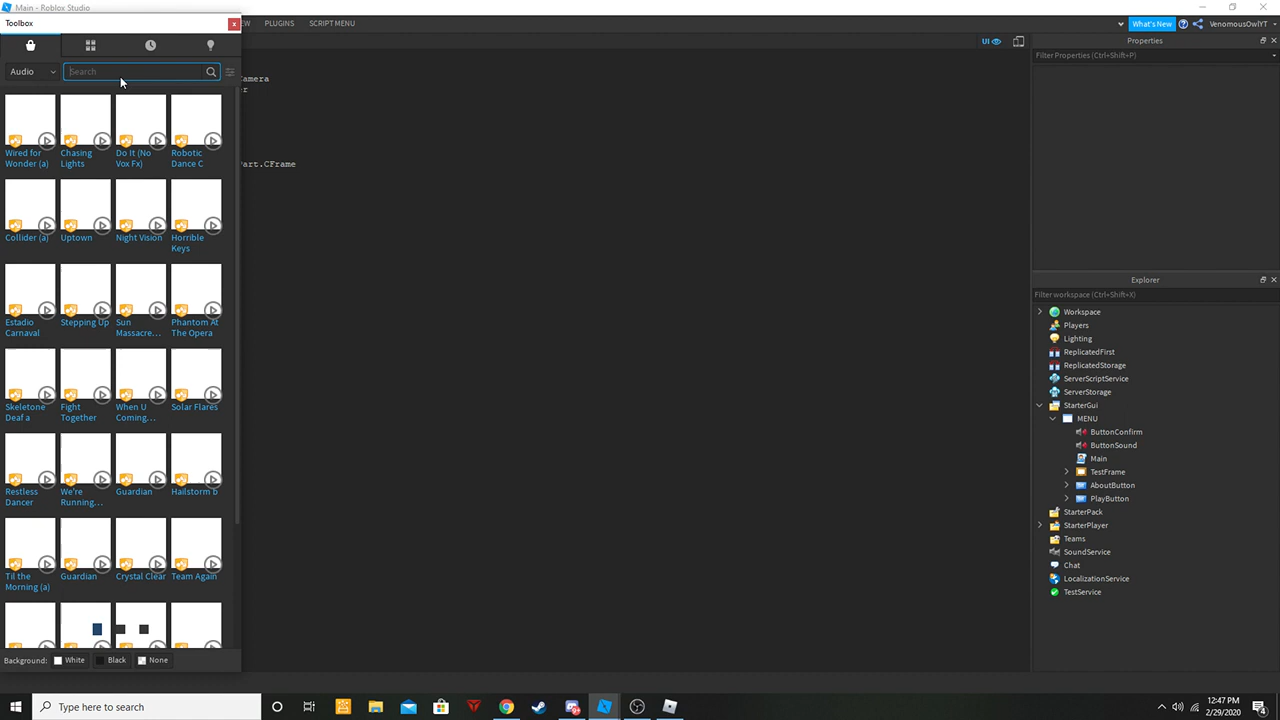 Main - Roblox Studio
Toolbox
EW PLUGINS SCRIPT MENU
What's New
VenomousOwlYT
UI
Properties
Filter Properties (Ctrl+Shift+P)
Audio
Search
Camera
er
Part.CFrame
Wired for Wonder (a)
Chasing Lights
Do It (No Vox Fx)
Robotic Dance C
Collider (a)
Uptown
Night Vision
Horrible Keys
Estadio Carnaval
Stepping Up
Sun Massacre...
Phantom At The Opera
Skeletone Deaf a
Fight Together
When U Coming...
Solar Flares
Restless Dancer
We're Running...
Guardian
Hailstorm b
Til the Morning (a)
Guardian
Crystal Clear
Team Again
Background: White Black None
Explorer
Filter workspace (Ctrl+Shift+X)
Workspace
Players
Lighting
ReplicatedFirst
ReplicatedStorage
ServerScriptService
ServerStorage
StarterGui
MENU
ButtonConfirm
ButtonSound
Main
TestFrame
AboutButton
PlayButton
StarterPack
StarterPlayer
Teams
SoundService
Chat
LocalizationService
TestService
Type here to search
12:47 PM
2/29/2020